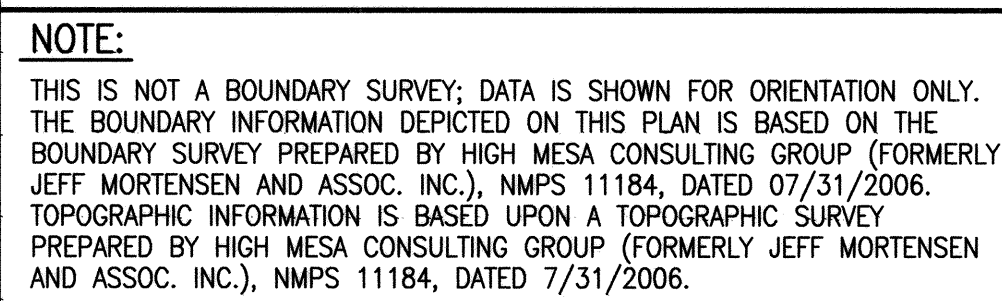 NOTE:
THIS IS NOT A BOUNDARY SURVEY; DATA IS SHOWN FOR ORIENTATION ONLY.
THE BOUNDARY INFORMATION DEPICTED ON THIS PLAN IS BASED ON THE
BOUNDARY SURVEY PREPARED BY HIGH MESA CONSULTING GROUP (FORMERLY
JEFF MORTENSEN AND ASSOC. INC.), NMPS 11184, DATED 07/31/2006.
TOPOGRAPHIC INFORMATION IS BASED UPON A TOPOGRAPHIC SURVEY
PREPARED BY HIGH MESA CONSULTING GROUP (FORMERLY JEFF MORTENSEN
AND ASSOC. INC.), NMPS 11184, DATED 7/31/2006.